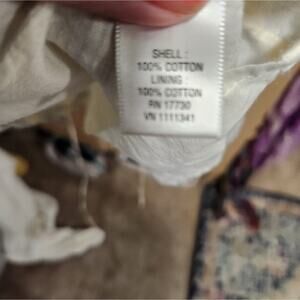 SHELL :
100% COTTON
LINING :
100% COTTON
RN 17730
VN 1111341